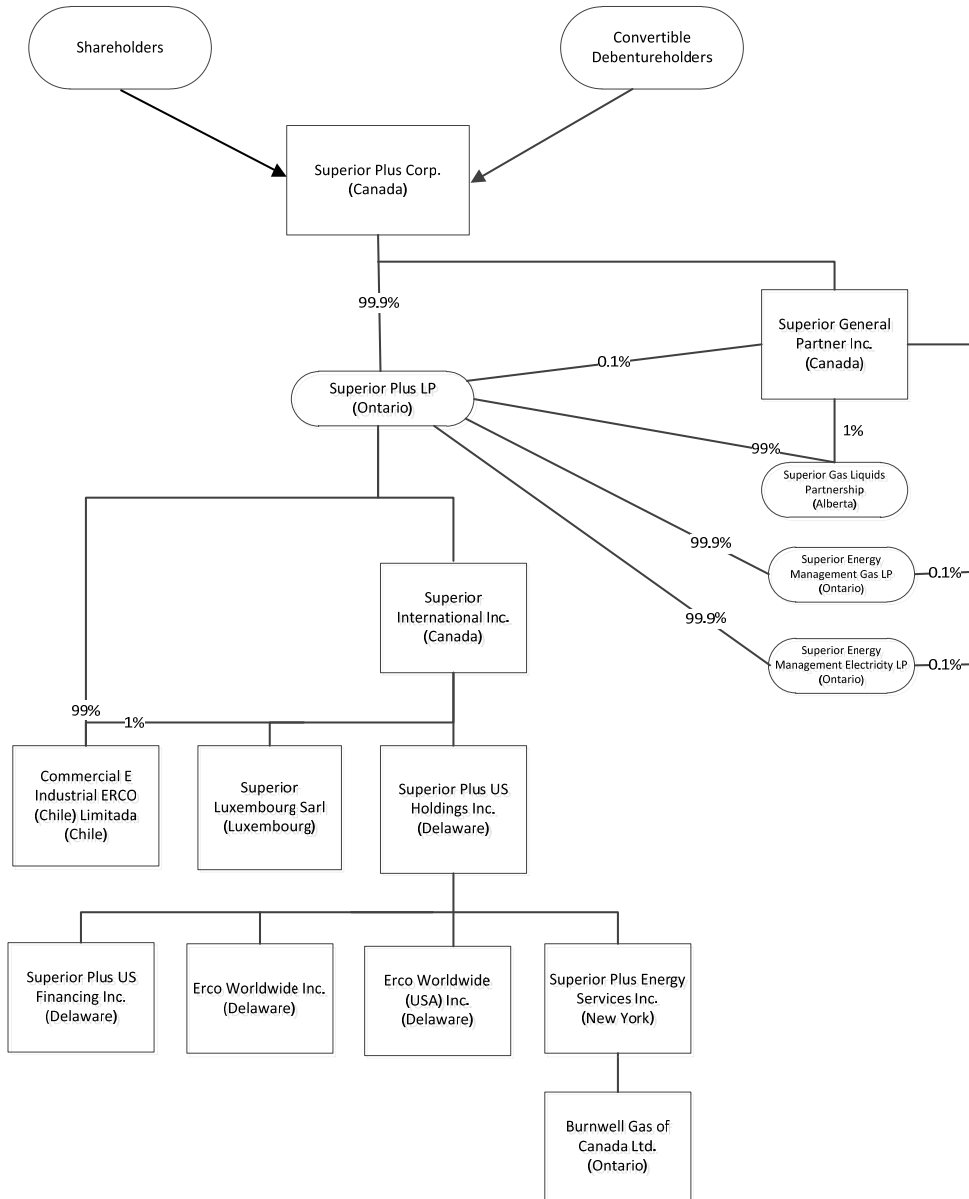 Shareholders
Convertible
Debentureholders
Superior Plus Corp.
(Canada)
99.9%
Superior General
Partner Inc.
(Canada)
0.1%
Superior Plus LP
(Ontario)
1%
99%
Superior Gas Liquids
Partnership
(Alberta)
99.9%
Superior Energy
Management Gas LP
(Ontario)
0.1%
Superior
International Inc.
(Canada)
99.9%
Superior Energy
Management Electricity LP
(Ontario)
0.1%
99%
1%
Commercial E
Industrial ERCO
(Chile) Limitada
(Chile)
Superior
Luxembourg Sarl
(Luxembourg)
Superior Plus US
Holdings Inc.
(Delaware)
Superior Plus US
Financing Inc.
(Delaware)
Erco Worldwide Inc.
(Delaware)
Erco Worldwide
(USA) Inc.
(Delaware)
Superior Plus Energy
Services Inc.
(New York)
Burnwell Gas of
Canada Ltd.
(Ontario)